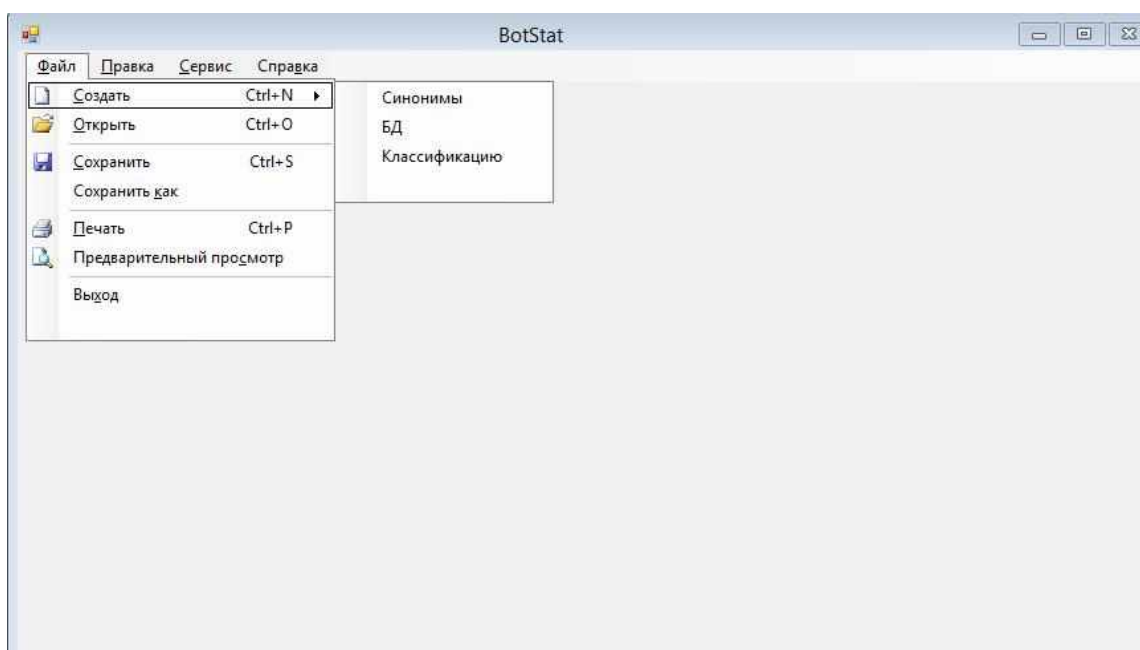 BotStat
Файл Правка Сервис Справка
Создать Ctrl+N
Открыть Ctrl+O
Сохранить Ctrl+S
Сохранить как
Печать Ctrl+P
Предварительный просмотр
Выход
Синонимы
БД
Классификацию